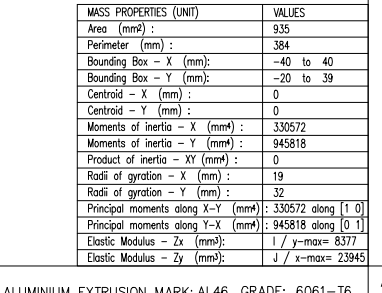 MASS PROPERTIES (UNIT) VALUES
Area (mm²) : 935
Perimeter (mm) : 384
Bounding Box – X (mm): –40 to 40
Bounding Box – Y (mm): –20 to 39
Centroid – X (mm) : 0
Centroid – Y (mm) : 0
Moments of inertia – X (mm⁴) : 330572
Moments of inertia – Y (mm⁴) : 945818
Product of inertia – XY (mm⁴) : 0
Radii of gyration – X (mm) : 19
Radii of gyration – Y (mm) : 32
Principal moments along X–Y (mm⁴) : 330572 along [1 0]
Principal moments along Y–X (mm⁴) : 945818 along [0 1]
Elastic Modulus – Zx (mm³): I / y–max= 8377
Elastic Modulus – Zy (mm³): J / x–max= 23945
ALUMINIUM EXTRUSION MARK: AL46 GRADE: 6061–T6